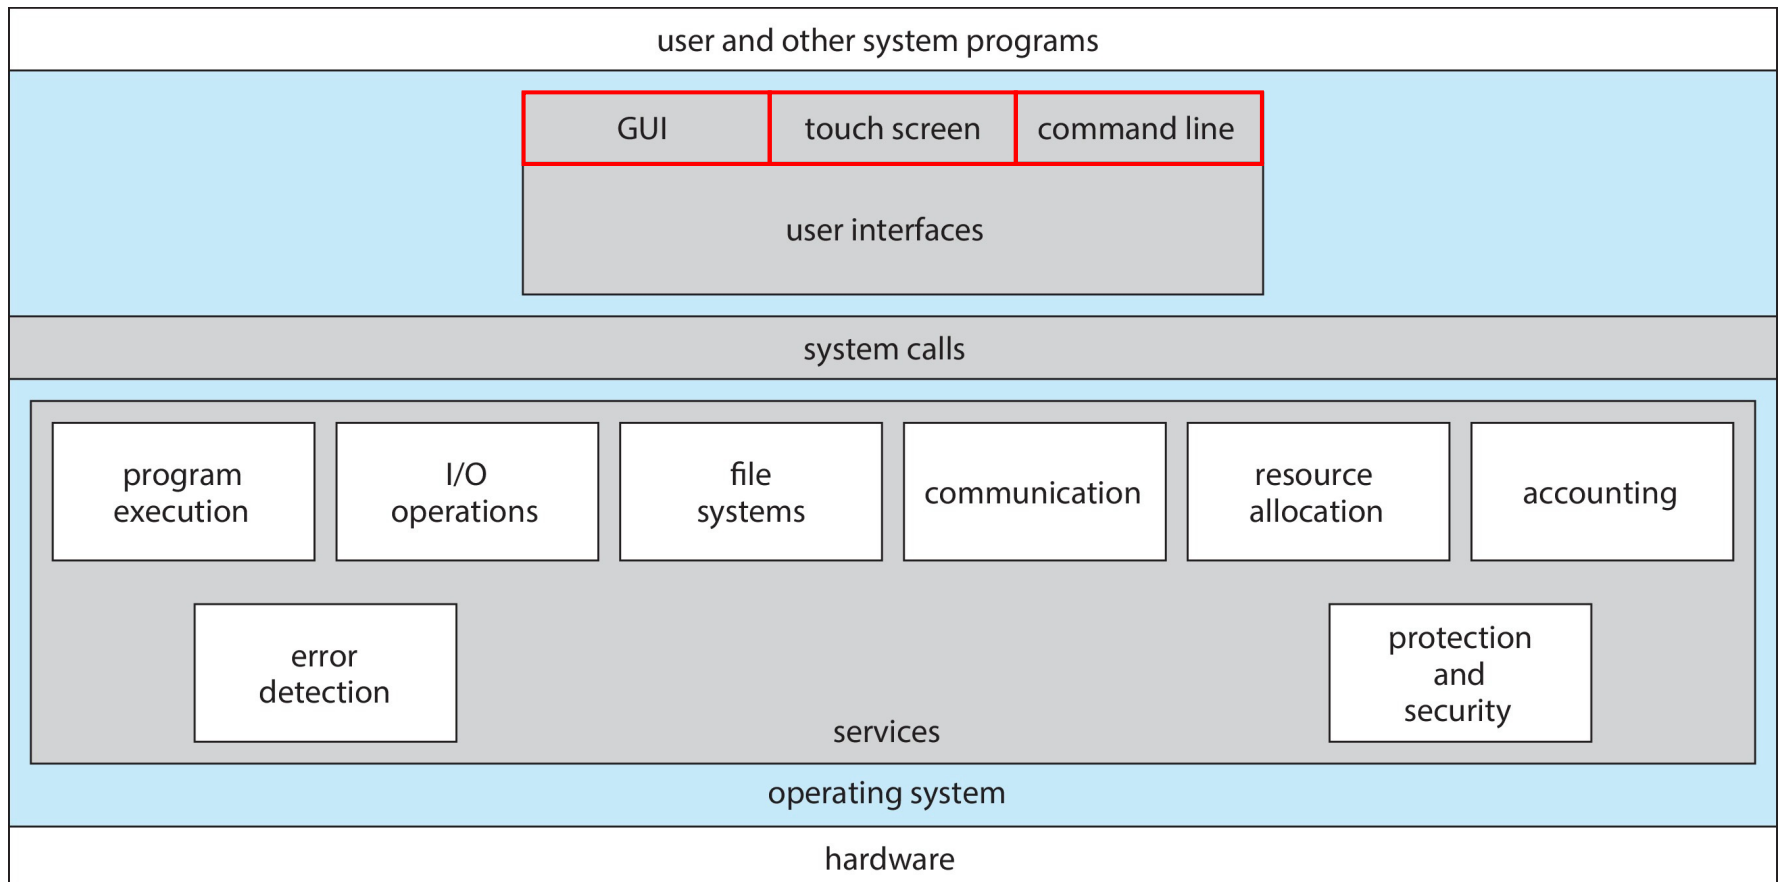 user and other system programs
GUI
touch screen
command line
user interfaces
system calls
program
execution
I/O
operations
file
systems
communication
resource
allocation
accounting
error
detection
protection
and
security
services
operating system
hardware